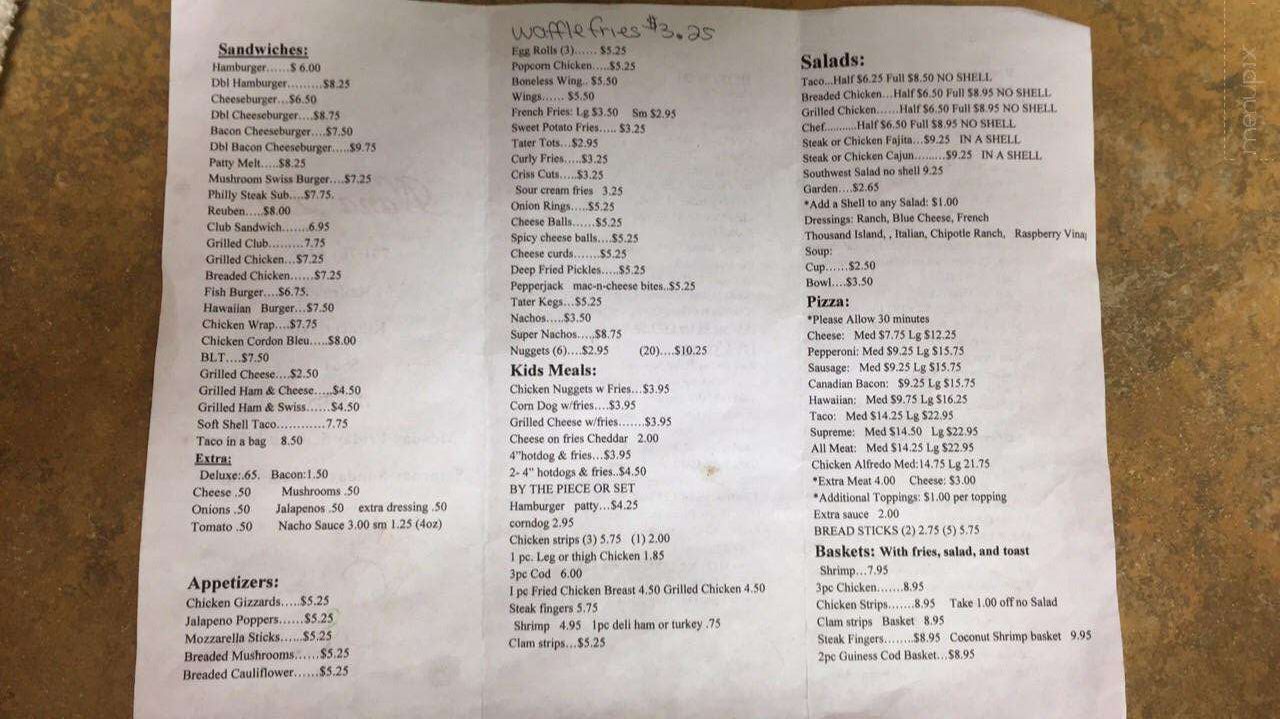 Sandwiches:
Hamburger......$ 6.00
Dbl Hamburger.........$8.25
Cheeseburger...$6.50
Dbl Cheeseburger....$8.75
Bacon Cheeseburger....$7.50
Dbl Bacon Cheeseburger.....$9.75
Patty Melt.....$8.25
Mushroom Swiss Burger....$7.25
Philly Steak Sub....$7.75.
Reuben.....$8.00
Club Sandwich.......6.95
Grilled Club.........7.75
Grilled Chicken...$7.25
Breaded Chicken......$7.25
Fish Burger....$6.75.
Hawaiian Burger...$7.50
Chicken Wrap....$7.75
Chicken Cordon Bleu.....$8.00
BLT....$7.50
Grilled Cheese....$2.50
Grilled Ham & Cheese.....$4.50
Grilled Ham & Swiss......$4.50
Soft Shell Taco............7.75
Taco in a bag 8.50
Extra:
Deluxe:.65. Bacon:1.50
Cheese .50 Mushrooms .50
Onions .50 Jalapenos .50 extra dressing .50
Tomato .50 Nacho Sauce 3.00 sm 1.25 (4oz)
Appetizers:
Chicken Gizzards.....$5.25
Jalapeno Poppers......$5.25
Mozzarella Sticks......$5.25
Breaded Mushrooms......$5.25
Breaded Cauliflower......$5.25
waffle fries $3.25
Egg Rolls (3)...... $5.25
Popcorn Chicken.....$5.25
Boneless Wing.. $5.50
Wings...... $5.50
French Fries: Lg $3.50 Sm $2.95
Sweet Potato Fries..... $3.25
Tater Tots...$2.95
Curly Fries....$3.25
Criss Cuts.....$3.25
Sour cream fries 3.25
Onion Rings.....$5.25
Cheese Balls......$5.25
Spicy cheese balls....$5.25
Cheese curds.......$5.25
Deep Fried Pickles.....$5.25
Pepperjack mac-n-cheese bites..$5.25
Tater Kegs...$5.25
Nachos.....$3.50
Super Nachos.....$8.75
Nuggets (6)....$2.95 (20)....$10.25
Kids Meals:
Chicken Nuggets w Fries...$3.95
Corn Dog w/fries....$3.95
Grilled Cheese w/fries.......$3.95
Cheese on fries Cheddar 2.00
4"hotdog & fries...$3.95
2- 4" hotdogs & fries..$4.50
BY THE PIECE OR SET
Hamburger patty...$4.25
corndog 2.95
Chicken strips (3) 5.75 (1) 2.00
1 pc. Leg or thigh Chicken 1.85
3pc Cod 6.00
1 pc Fried Chicken Breast 4.50 Grilled Chicken 4.50
Steak fingers 5.75
Shrimp 4.95 1pc deli ham or turkey .75
Clam strips...$5.25
Salads:
Taco...Half $6.25 Full $8.50 NO SHELL
Breaded Chicken...Half $6.50 Full $8.95 NO SHELL
Grilled Chicken......Half $6.50 Full $8.95 NO SHELL
Chef...........Half $6.50 Full $8.95 NO SHELL
Steak or Chicken Fajita...$9.25 IN A SHELL
Steak or Chicken Cajun.........$9.25 IN A SHELL
Southwest Salad no shell 9.25
Garden....$2.65
*Add a Shell to any Salad: $1.00
Dressings: Ranch, Blue Cheese, French
Thousand Island, , Italian, Chipotle Ranch, Raspberry Vinag
Soup:
Cup......$2.50
Bowl....$3.50
Pizza:
*Please Allow 30 minutes
Cheese: Med $7.75 Lg $12.25
Pepperoni: Med $9.25 Lg $15.75
Sausage: Med $9.25 Lg $15.75
Canadian Bacon: $9.25 Lg $15.75
Hawaiian: Med $9.75 Lg $16.25
Taco: Med $14.25 Lg $22.95
Supreme: Med $14.50 Lg $22.95
All Meat: Med $14.25 Lg $22.95
Chicken Alfredo Med:14.75 Lg 21.75
*Extra Meat 4.00 Cheese: $3.00
*Additional Toppings: $1.00 per topping
Extra sauce 2.00
BREAD STICKS (2) 2.75 (5) 5.75
Baskets: With fries, salad, and toast
Shrimp...7.95
3pc Chicken.......8.95
Chicken Strips.......8.95 Take 1.00 off no Salad
Clam strips Basket 8.95
Steak Fingers........$8.95 Coconut Shrimp basket 9.95
2pc Guiness Cod Basket...$8.95
menupix